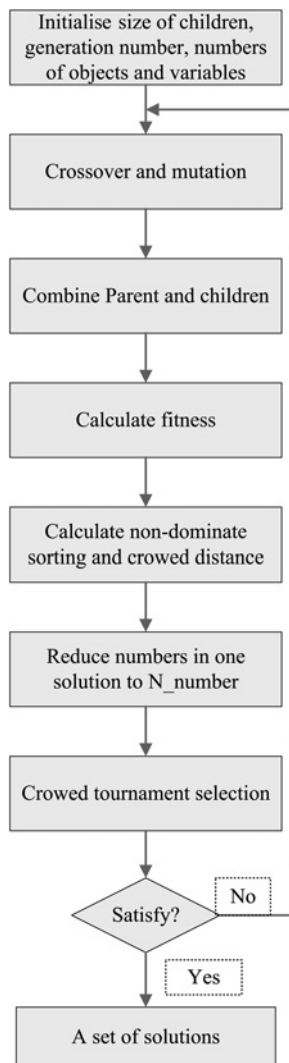 Initialise size of children,
generation number, numbers
of objects and variables
Crossover and mutation
Combine Parent and children
Calculate fitness
Calculate non-dominate
sorting and crowed distance
Reduce numbers in one
solution to N_number
Crowed tournament selection
Satisfy?
No
Yes
A set of solutions